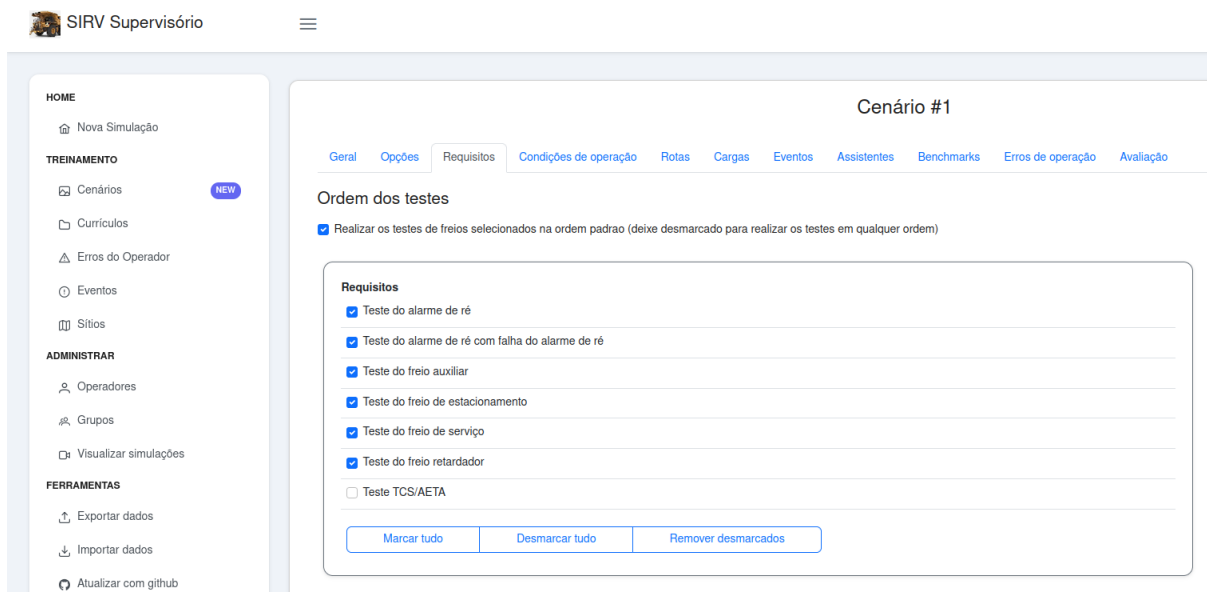 SIRV Supervisório
HOME
Nova Simulação
TREINAMENTO
Cenários NEW
Currículos
Erros do Operador
Eventos
Sítios
ADMINISTRAR
Operadores
Grupos
Visualizar simulações
FERRAMENTAS
Exportar dados
Importar dados
Atualizar com github
Cenário #1
Geral Opções Requisitos Condições de operação Rotas Cargas Eventos Assistentes Benchmarks Erros de operação Avaliação
Ordem dos testes
Realizar os testes de freios selecionados na ordem padrao (deixe desmarcado para realizar os testes em qualquer ordem)
Requisitos
Teste do alarme de ré
Teste do alarme de ré com falha do alarme de ré
Teste do freio auxiliar
Teste do freio de estacionamento
Teste do freio de serviço
Teste do freio retardador
Teste TCS/AETA
Marcar tudo Desmarcar tudo Remover desmarcados